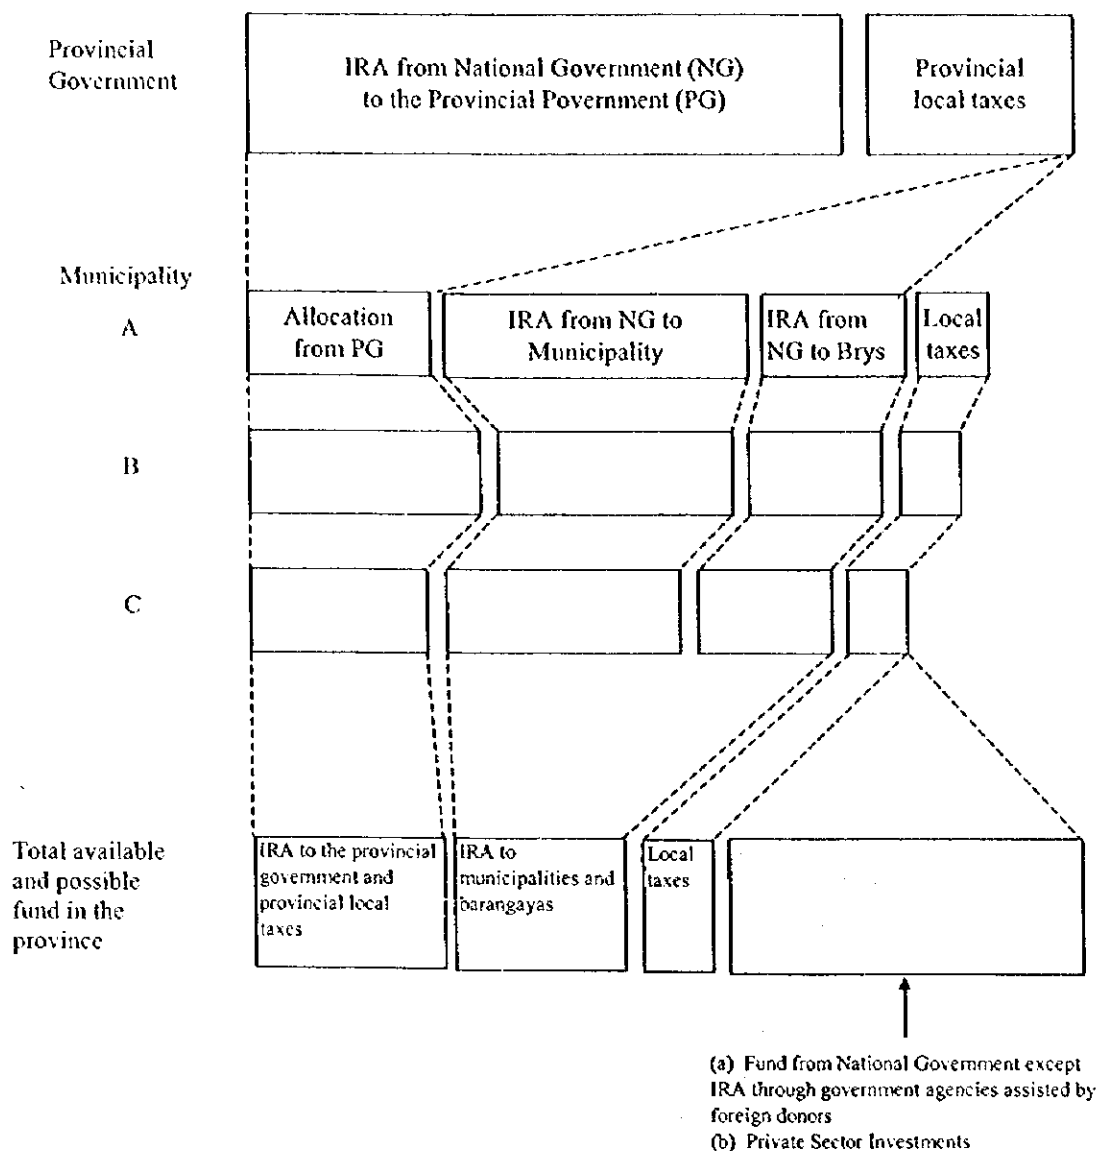 Provincial
Government
IRA from National Government (NG)
to the Provincial Povernment (PG)
Provincial
local taxes
Municipality
A
Allocation
from PG
IRA from NG to
Municipality
IRA from
NG to Brys
Local
taxes
B
C
Total available
and possible
fund in the
province
IRA to the provincial
government and
provincial local
taxes
IRA to
municipalities and
barangayas
Local
taxes
(a) Fund from National Government except
IRA through government agencies assisted by
foreign donors
(b) Private Sector Investments